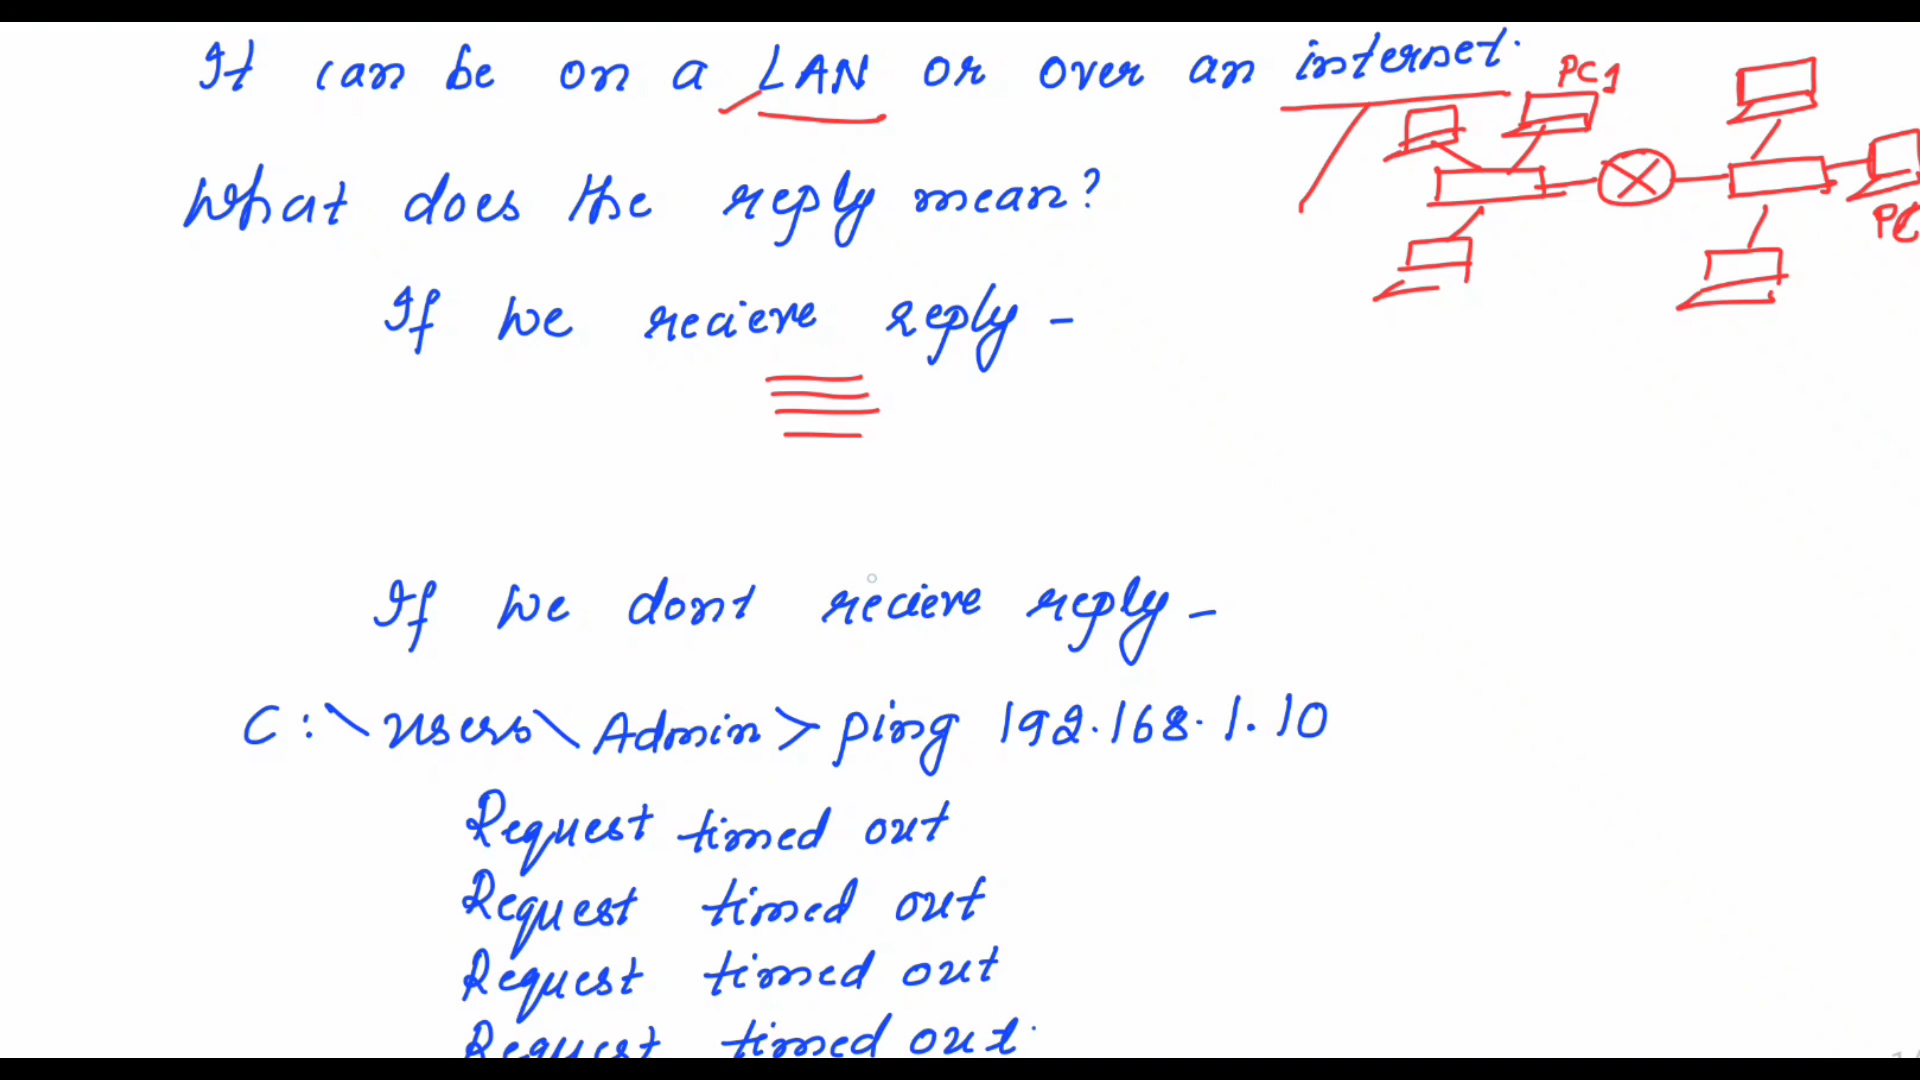 It can be on a LAN or over an internet.
PC1
What does the reply mean?
PC
If we recieve reply -
If we dont recieve reply -
C:\Users\Admin>ping 192.168.1.10
Request timed out
Request timed out
Request timed out
Request timed out.